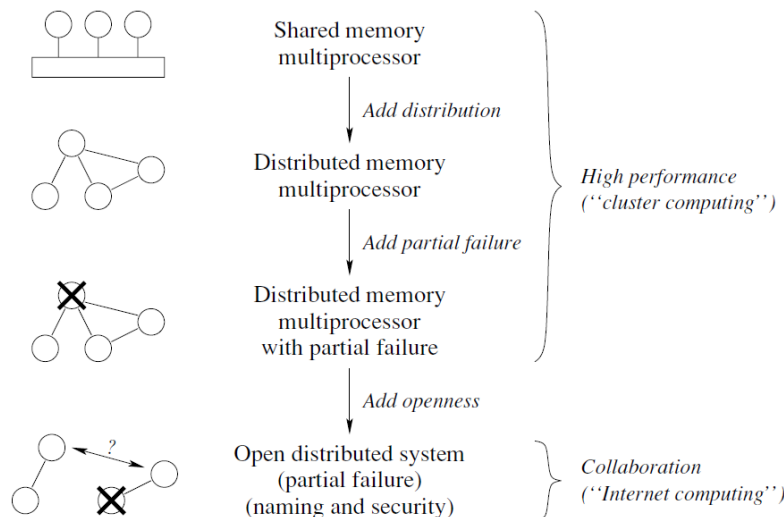 Shared memory
multiprocessor
Add distribution
Distributed memory
multiprocessor
High performance
(‘‘cluster computing’’)
Add partial failure
Distributed memory
multiprocessor
with partial failure
Add openness
?
Open distributed system
(partial failure)
(naming and security)
Collaboration
(‘‘Internet computing’’)